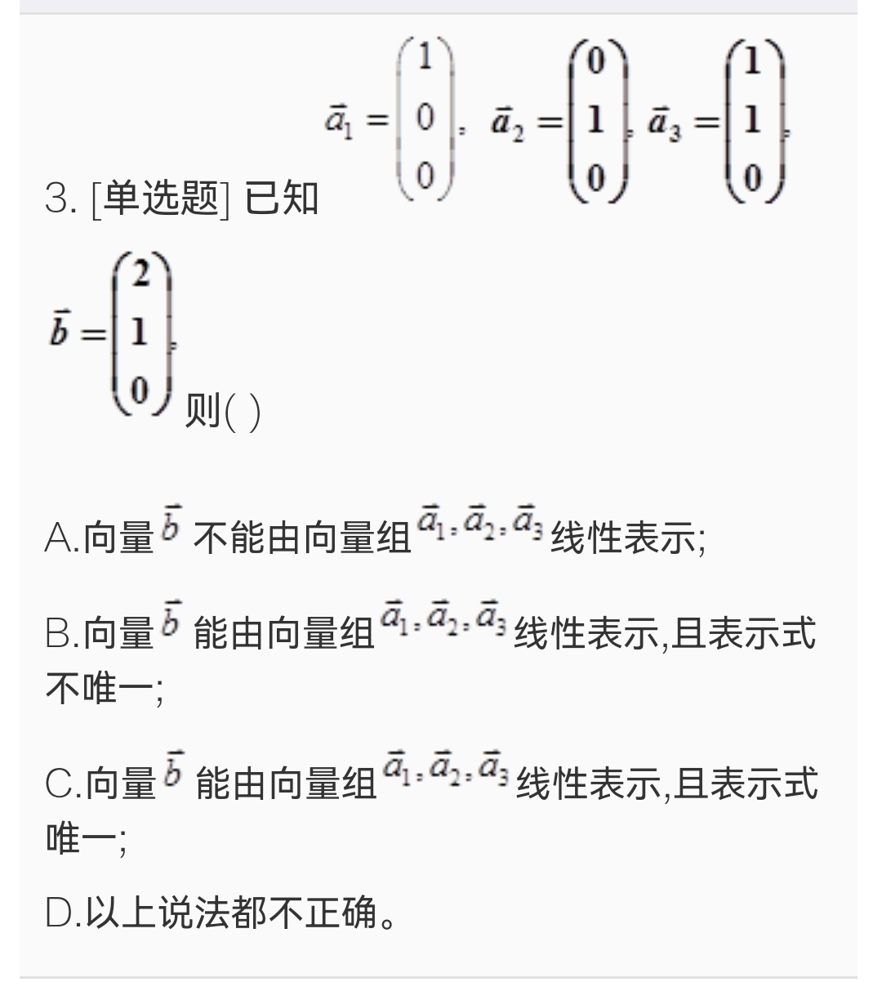 3. [单选题] 已知 $\vec{a}_1=\begin{pmatrix}1\\0\\0\end{pmatrix}, \vec{a}_2=\begin{pmatrix}0\\1\\0\end{pmatrix}, \vec{a}_3=\begin{pmatrix}1\\1\\0\end{pmatrix},$
$\vec{b}=\begin{pmatrix}2\\1\\0\end{pmatrix},$ 则( )
A.向量 $\vec{b}$ 不能由向量组 $\vec{a}_1,\vec{a}_2,\vec{a}_3$ 线性表示;
B.向量 $\vec{b}$ 能由向量组 $\vec{a}_1,\vec{a}_2,\vec{a}_3$ 线性表示,且表示式
不唯一;
C.向量 $\vec{b}$ 能由向量组 $\vec{a}_1,\vec{a}_2,\vec{a}_3$ 线性表示,且表示式
唯一;
D.以上说法都不正确。